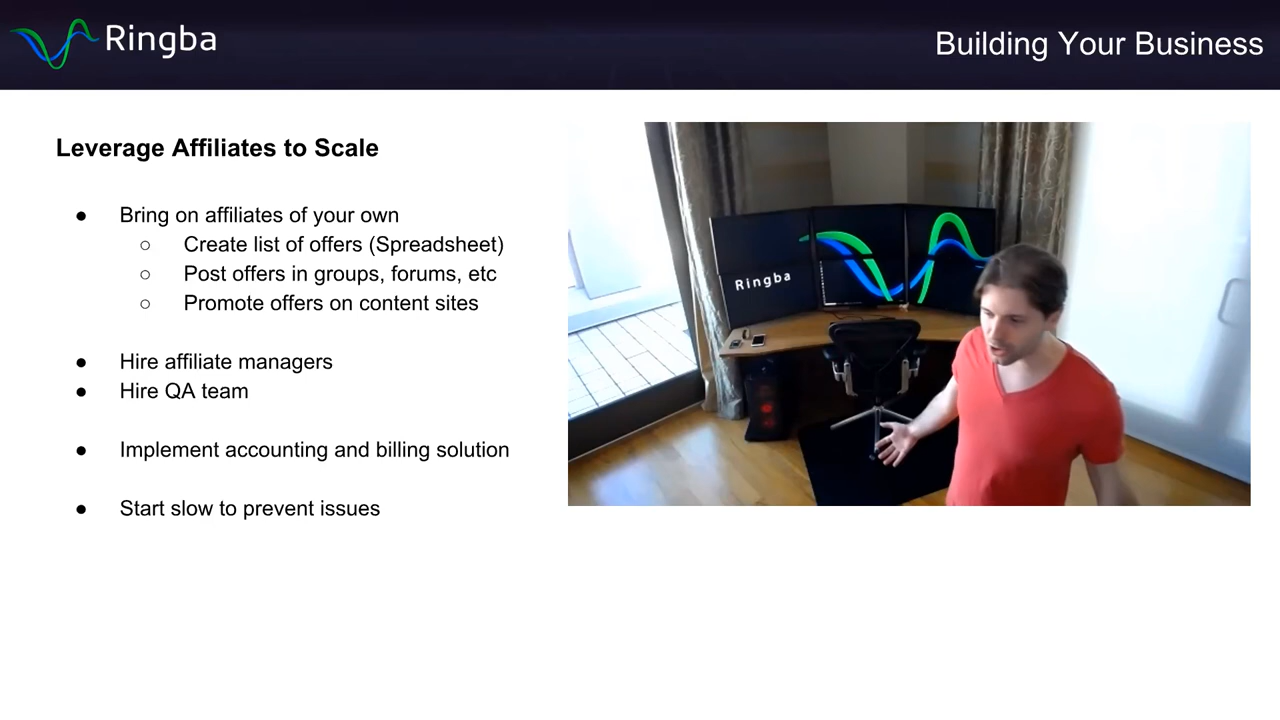 Ringba
Building Your Business
Leverage Affiliates to Scale
● Bring on affiliates of your own
○ Create list of offers (Spreadsheet)
○ Post offers in groups, forums, etc
○ Promote offers on content sites
● Hire affiliate managers
● Hire QA team
● Implement accounting and billing solution
● Start slow to prevent issues
Ringba